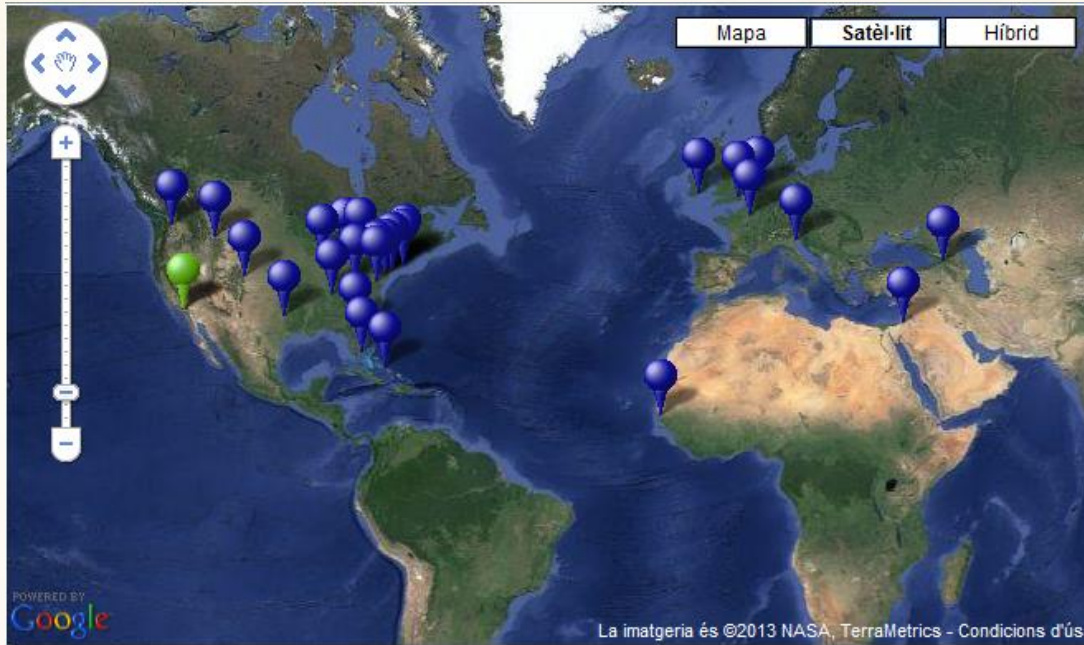 Mapa
Satèl·lit
Híbrid
POWERED BY
Google
La imatgeria és ©2013 NASA, TerraMetrics - Condicions d'ús